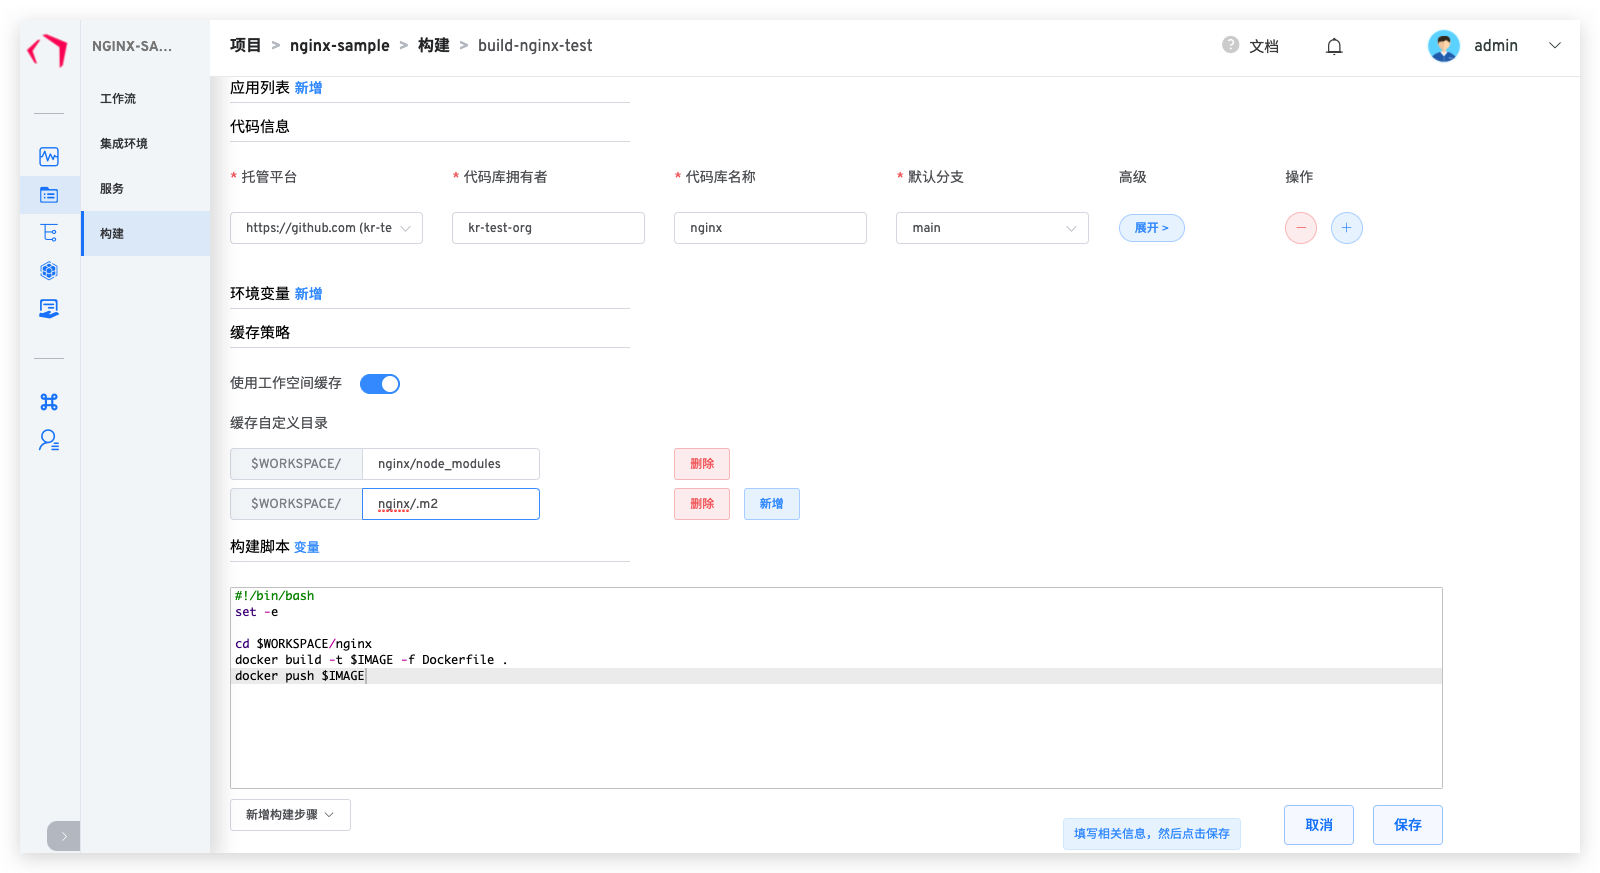 NGINX-SA...
工作流
集成环境
服务
构建
项目 > nginx-sample > 构建 > build-nginx-test
? 文档
admin
应用列表 新增
代码信息
* 托管平台 * 代码库拥有者 * 代码库名称 * 默认分支 高级 操作
https://github.com (kr-te kr-test-org nginx main 展开 >
环境变量 新增
缓存策略
使用工作空间缓存
缓存自定义目录
$WORKSPACE/ nginx/node_modules 删除
$WORKSPACE/ nginx/.m2 删除 新增
构建脚本 变量
#!/bin/bash
set -e
cd $WORKSPACE/nginx
docker build -t $IMAGE -f Dockerfile .
docker push $IMAGE
新增构建步骤
填写相关信息，然后点击保存
取消 保存